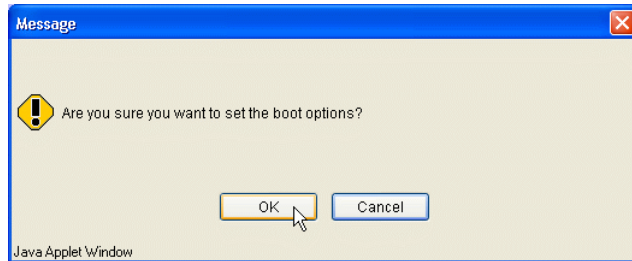 Message
Are you sure you want to set the boot options?
OK
Cancel
Java Applet Window